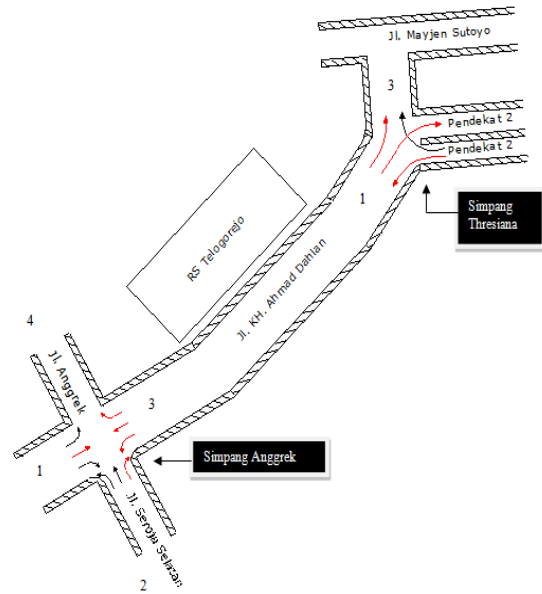 Jl. Mayjen Sutoyo
3
Pendekat 2
Pendekat 2
1
Simpang
Thresiana
RS Telogorejo
Jl. KH. Ahmad Dahlan
4
Jl. Anggrek
3
1
Simpang Anggrek
Jl. Seroja Selatan
2